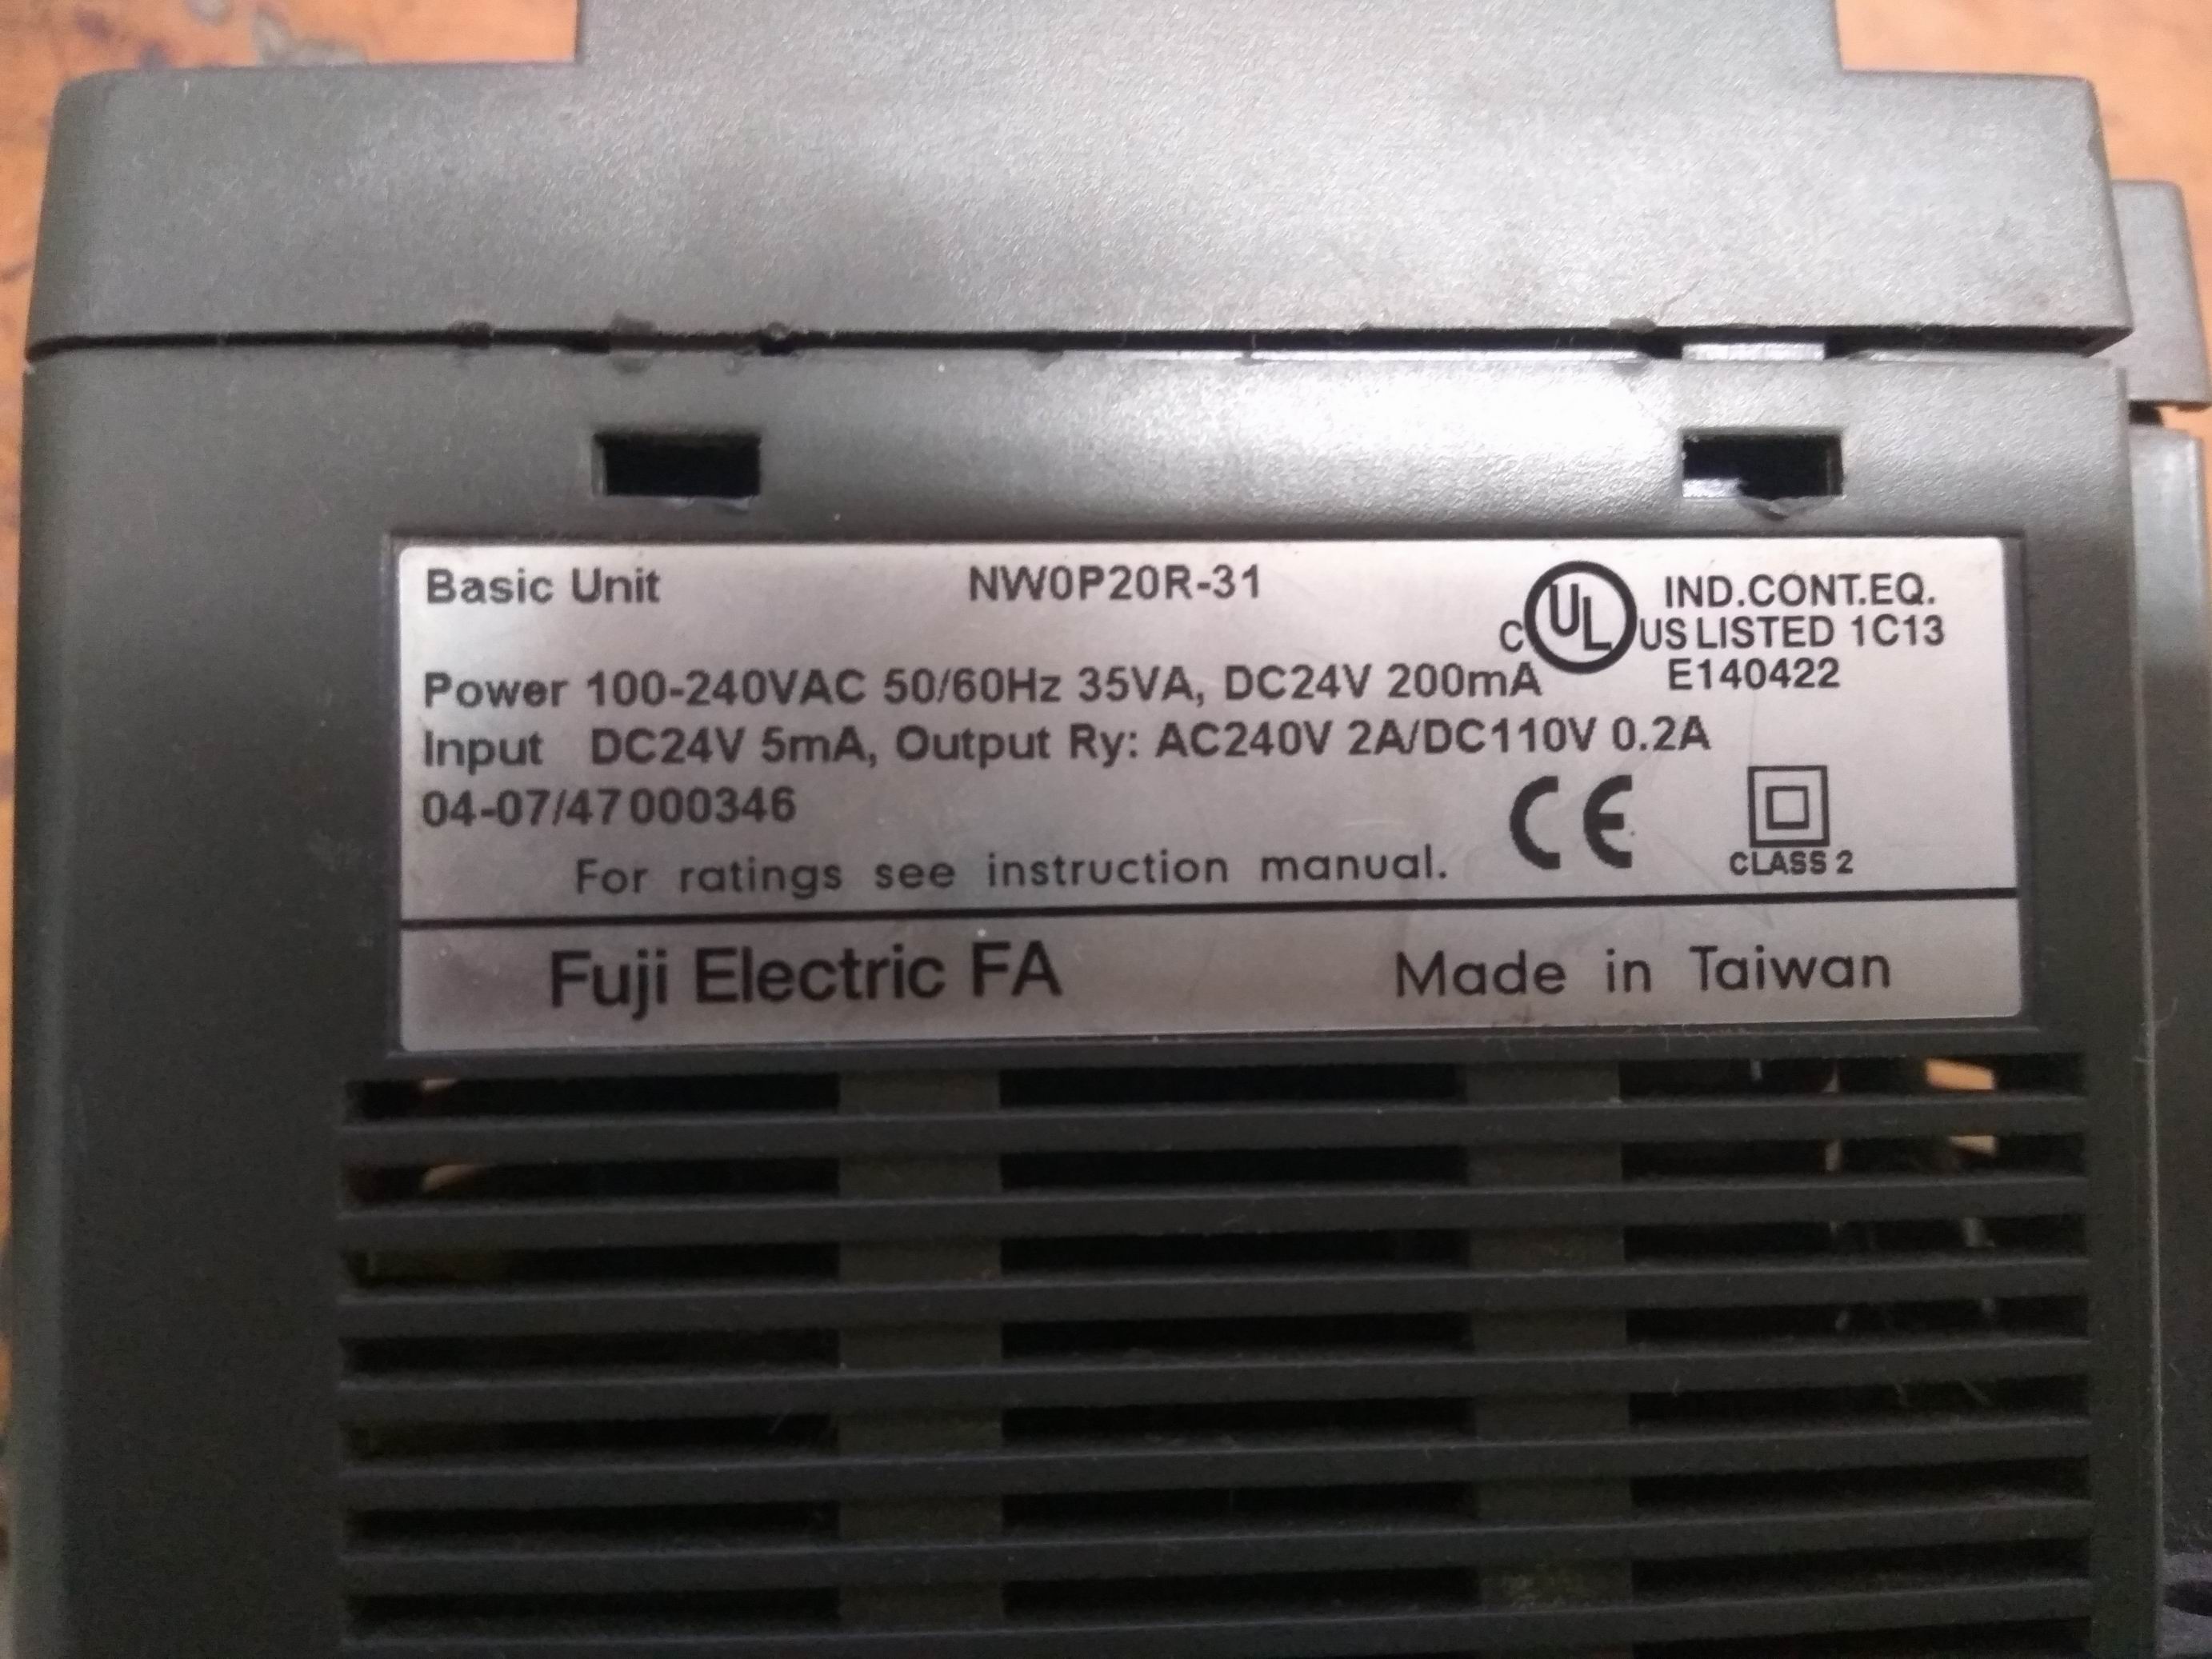 Basic Unit NW0P20R-31
C UL US IND.CONT.EQ.
LISTED 1C13
E140422
Power 100-240VAC 50/60Hz 35VA, DC24V 200mA
Input DC24V 5mA, Output Ry: AC240V 2A/DC110V 0.2A
04-07/47000346
CE
CLASS 2
For ratings see instruction manual.
Fuji Electric FA Made in Taiwan